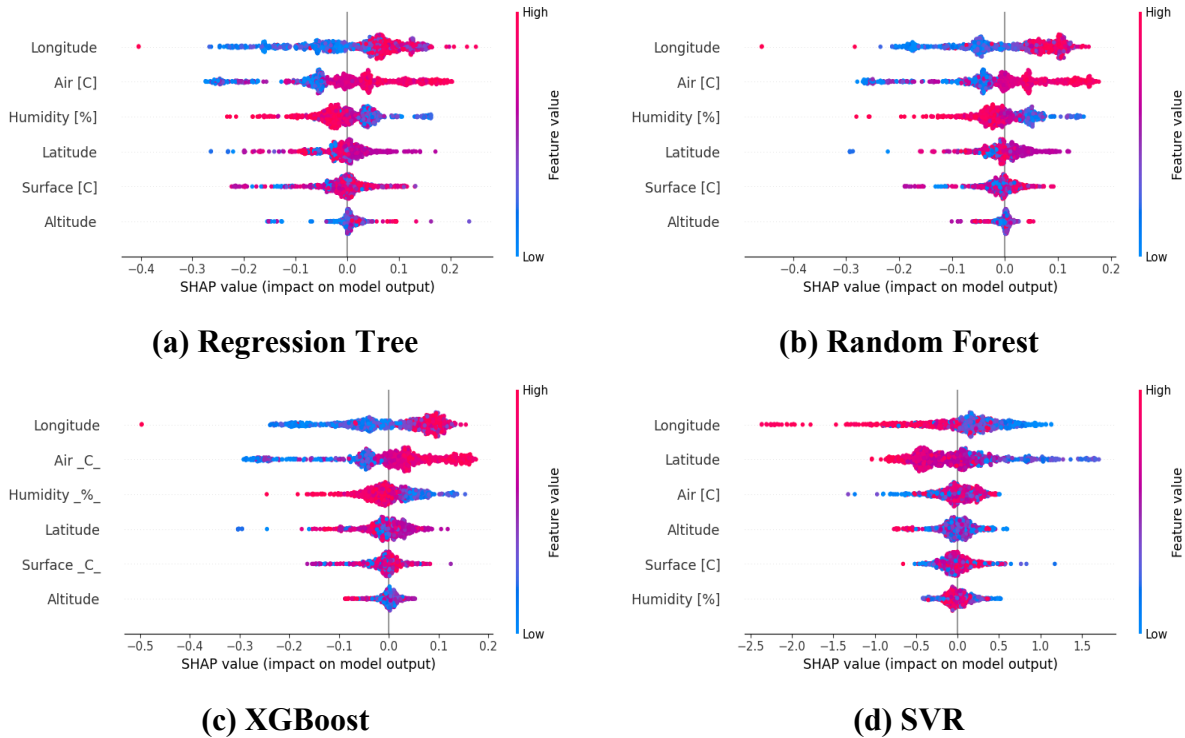 High
Longitude
Air [C]
Humidity [%]
Latitude
Surface [C]
Altitude
Feature value
Low
−0.4 −0.3 −0.2 −0.1 0.0 0.1 0.2
SHAP value (impact on model output)
(a) Regression Tree
High
Longitude
Air [C]
Humidity [%]
Latitude
Surface [C]
Altitude
Feature value
Low
−0.4 −0.3 −0.2 −0.1 0.0 0.1 0.2
SHAP value (impact on model output)
(b) Random Forest
High
Longitude
Air _C_
Humidity _%_
Latitude
Surface _C_
Altitude
Feature value
Low
−0.5 −0.4 −0.3 −0.2 −0.1 0.0 0.1 0.2
SHAP value (impact on model output)
(c) XGBoost
High
Longitude
Latitude
Air [C]
Altitude
Surface [C]
Humidity [%]
Feature value
Low
−2.5 −2.0 −1.5 −1.0 −0.5 0.0 0.5 1.0 1.5
SHAP value (impact on model output)
(d) SVR